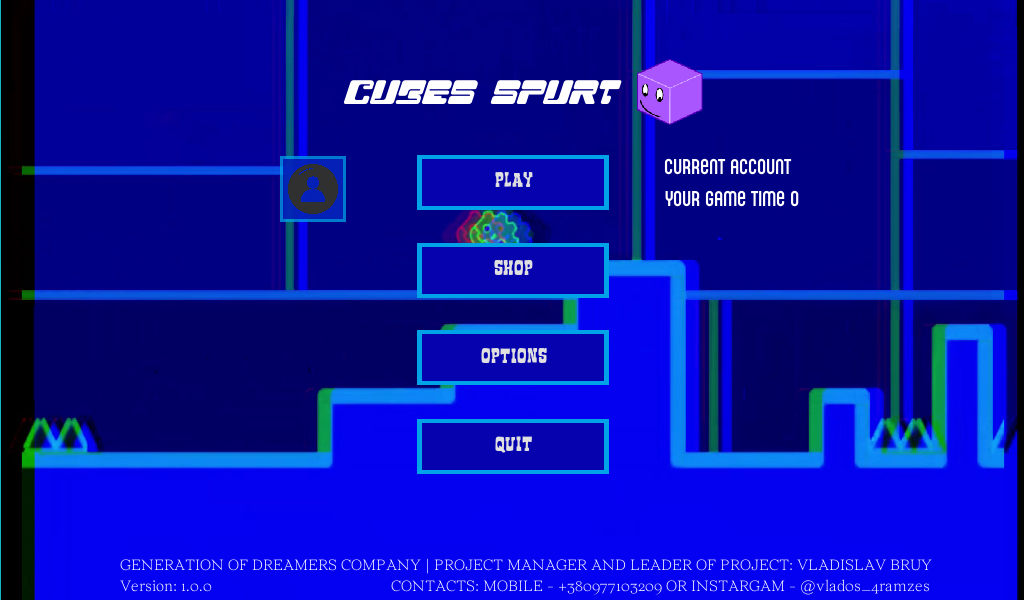 CUBES SPURT
PLAY
CURRENT ACCOUNT
YOUR GAME TIME 0
SHOP
OPTIONS
QUIT
GENERATION OF DREAMERS COMPANY | PROJECT MANAGER AND LEADER OF PROJECT: VLADISLAV BRUY
Version: 1.0.0 CONTACTS: MOBILE - +380977103209 OR INSTARGAM - @vlados_4ramzes